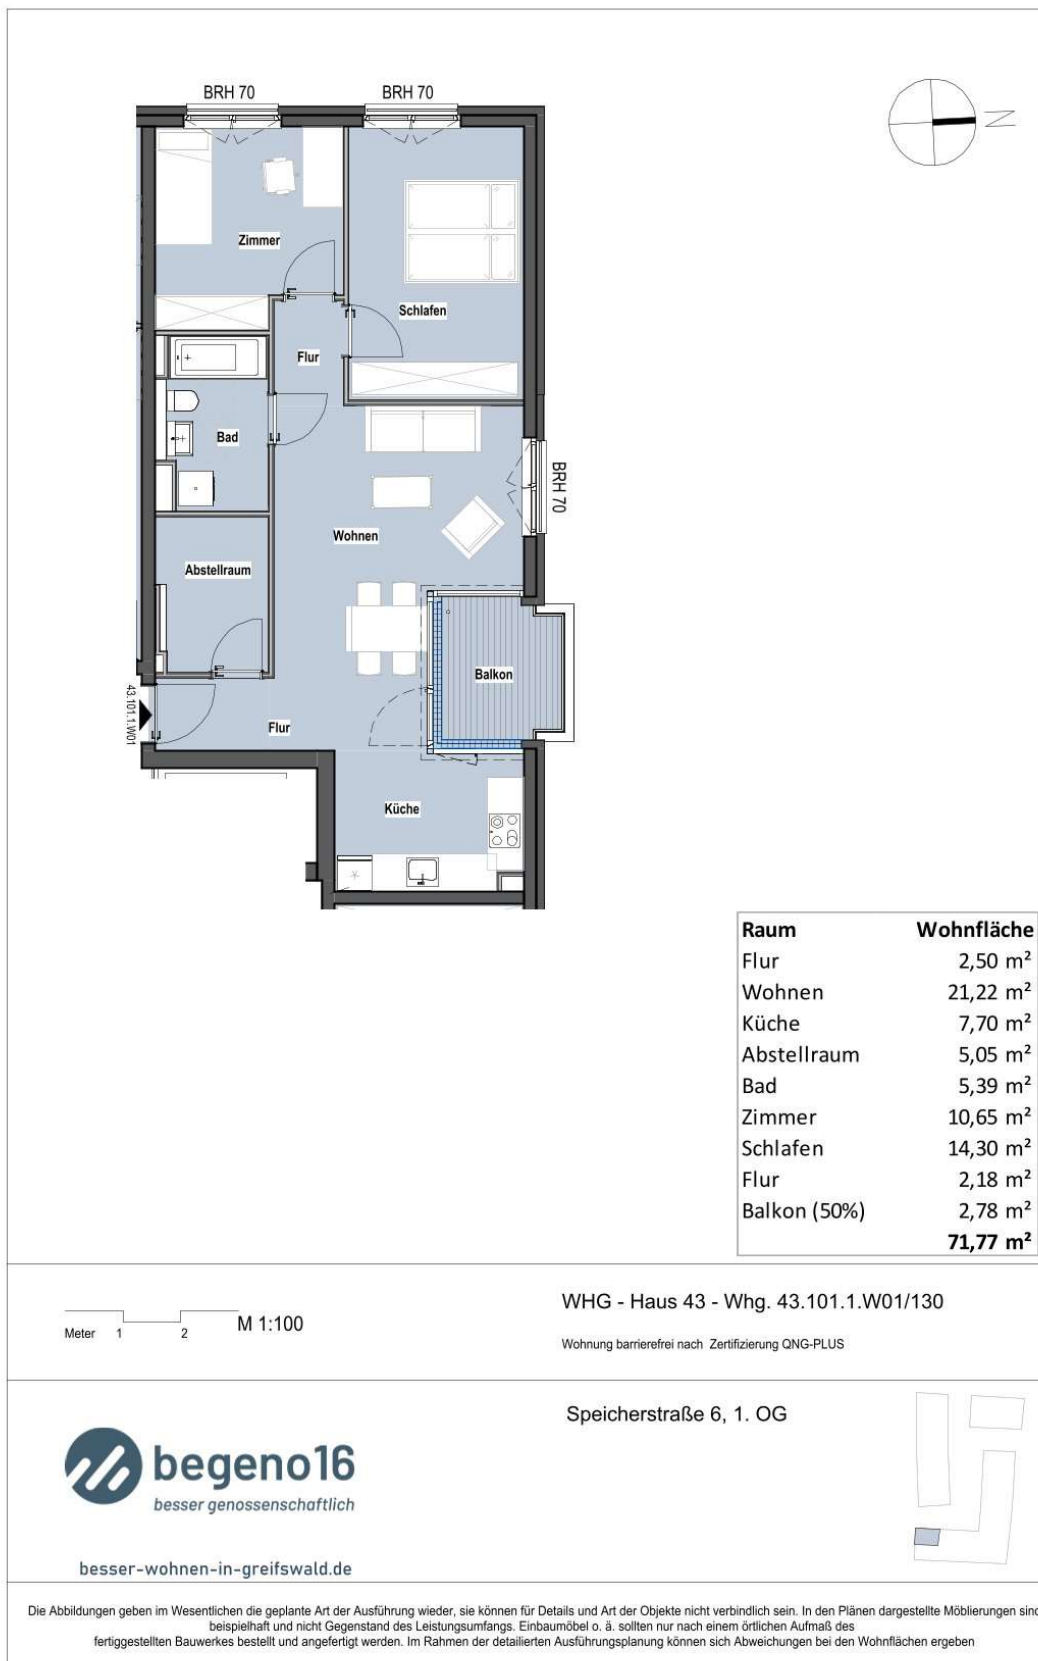 BRH 70 BRH 70
N
Zimmer
Schlafen
Flur
Bad
BRH 70
Wohnen
Abstellraum
Balkon
43.101.1.W01
Flur
Küche
Raum Wohnfläche
Flur 2,50 m²
Wohnen 21,22 m²
Küche 7,70 m²
Abstellraum 5,05 m²
Bad 5,39 m²
Zimmer 10,65 m²
Schlafen 14,30 m²
Flur 2,18 m²
Balkon (50%) 2,78 m²
71,77 m²
Meter 1 2 M 1:100
WHG - Haus 43 - Whg. 43.101.1.W01/130
Wohnung barrierefrei nach Zertifizierung QNG-PLUS
Speicherstraße 6, 1. OG
begeno16
besser genossenschaftlich
besser-wohnen-in-greifswald.de
Die Abbildungen geben im Wesentlichen die geplante Art der Ausführung wieder, sie können für Details und Art der Objekte nicht verbindlich sein. In den Plänen dargestellte Möblierungen sind
beispielhaft und nicht Gegenstand des Leistungsumfangs. Einbaumöbel o. ä. sollten nur nach einem örtlichen Aufmaß des
fertiggestellten Bauwerkes bestellt und angefertigt werden. Im Rahmen der detailierten Ausführungsplanung können sich Abweichungen bei den Wohnflächen ergeben